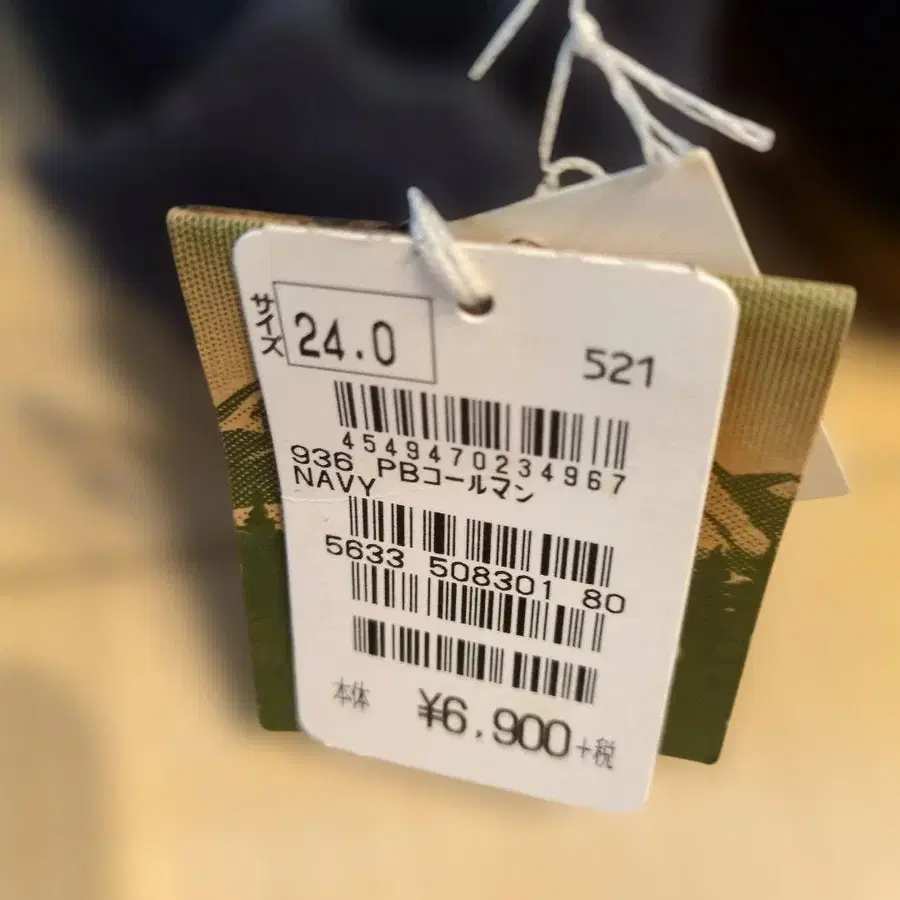 サイズ 24.0
521
4549470234967
936 PBコールマン
NAVY
5633 508301 80
本体 ¥6.900+税